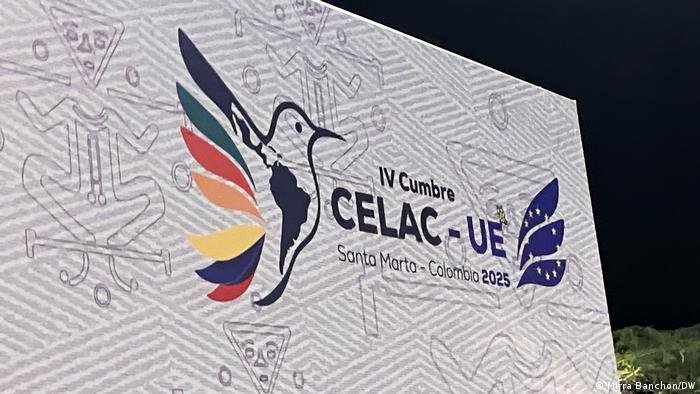 IV Cumbre
CELAC - UE
Santa Marta - Colombia 2025
© Mirra Banchon/DW